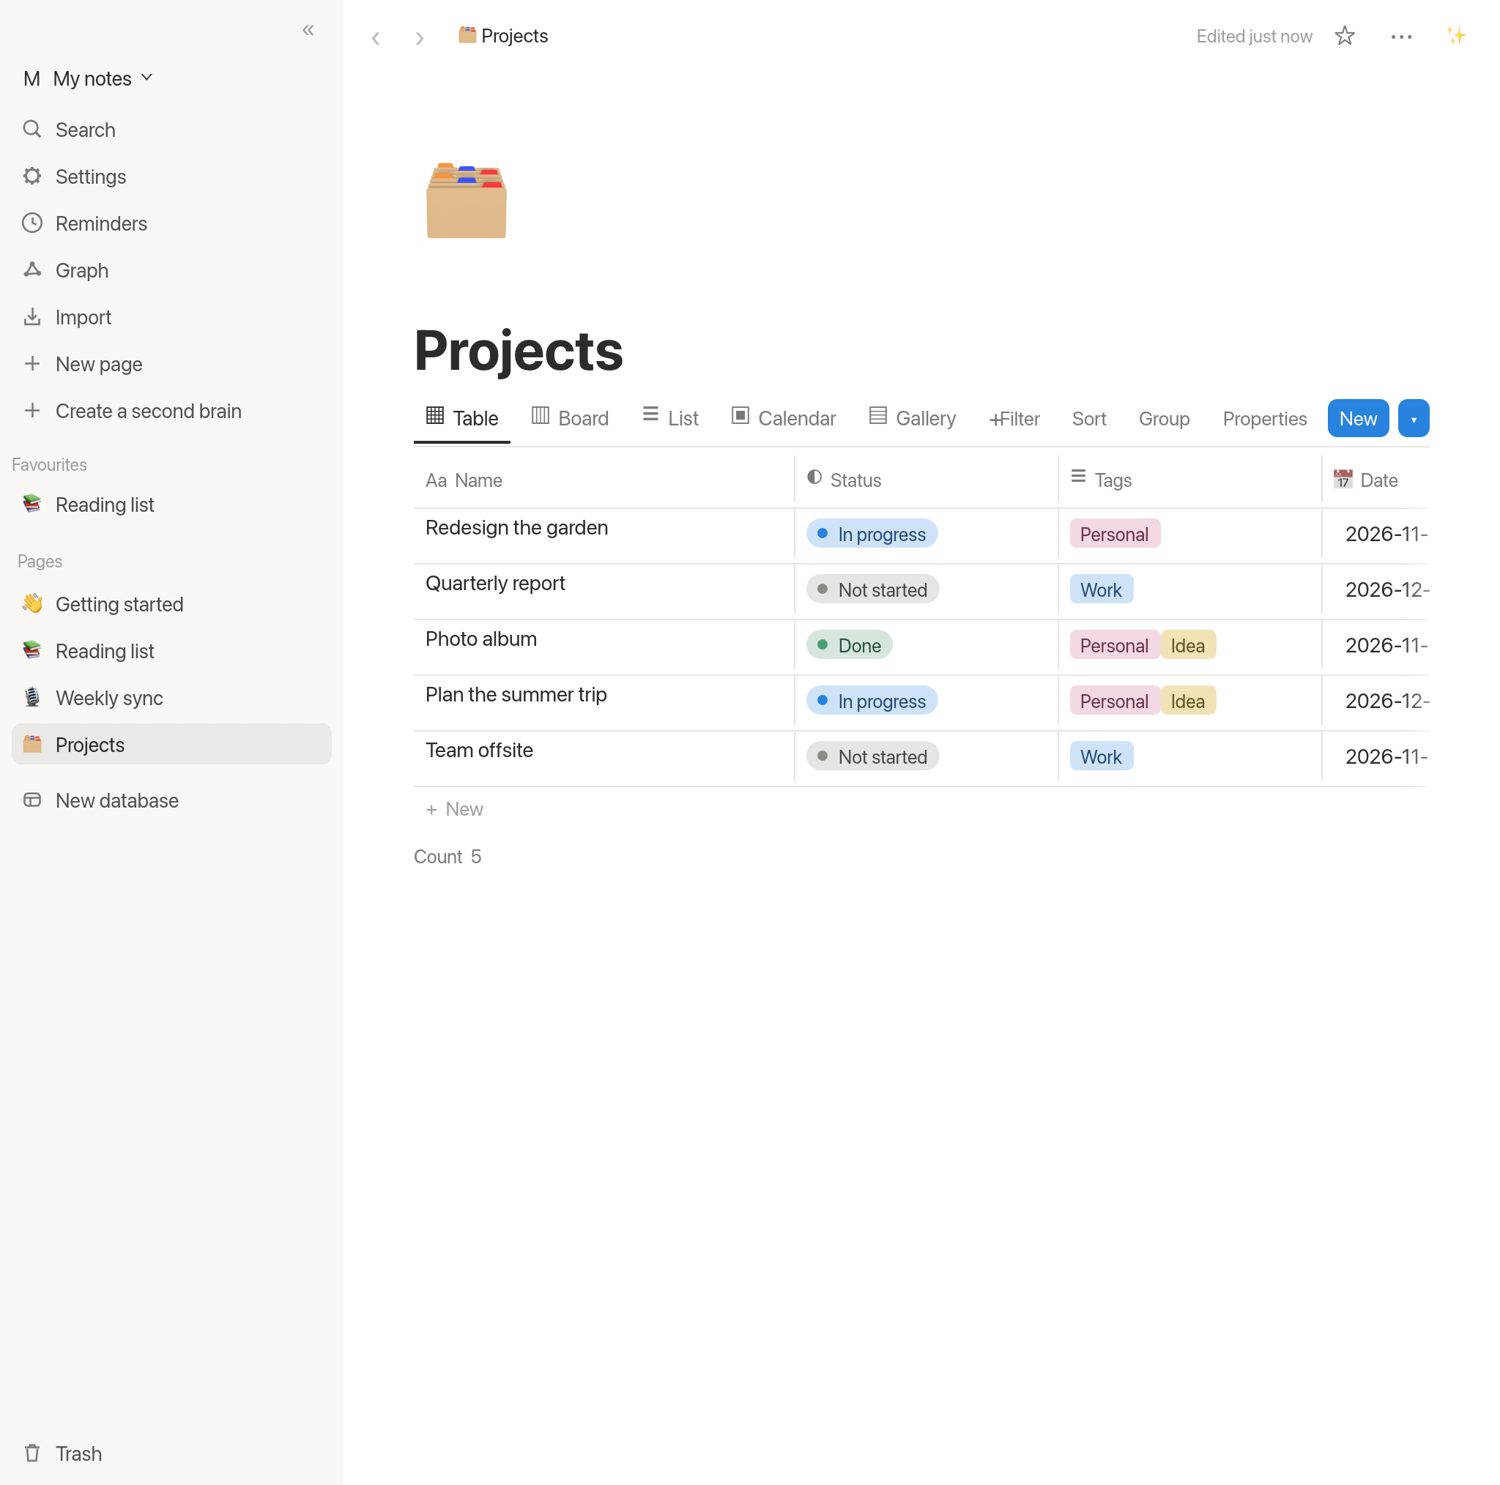 «
M My notes
Search
Settings
Reminders
Graph
Import
New page
Create a second brain
Favourites
Reading list
Pages
Getting started
Reading list
Weekly sync
Projects
New database
Trash
Projects
Edited just now
Projects
Table Board List Calendar Gallery +Filter Sort Group Properties New
Aa Name Status Tags Date
Redesign the garden In progress Personal 2026-11-
Quarterly report Not started Work 2026-12-
Photo album Done Personal Idea 2026-11-
Plan the summer trip In progress Personal Idea 2026-12-
Team offsite Not started Work 2026-11-
+ New
Count 5